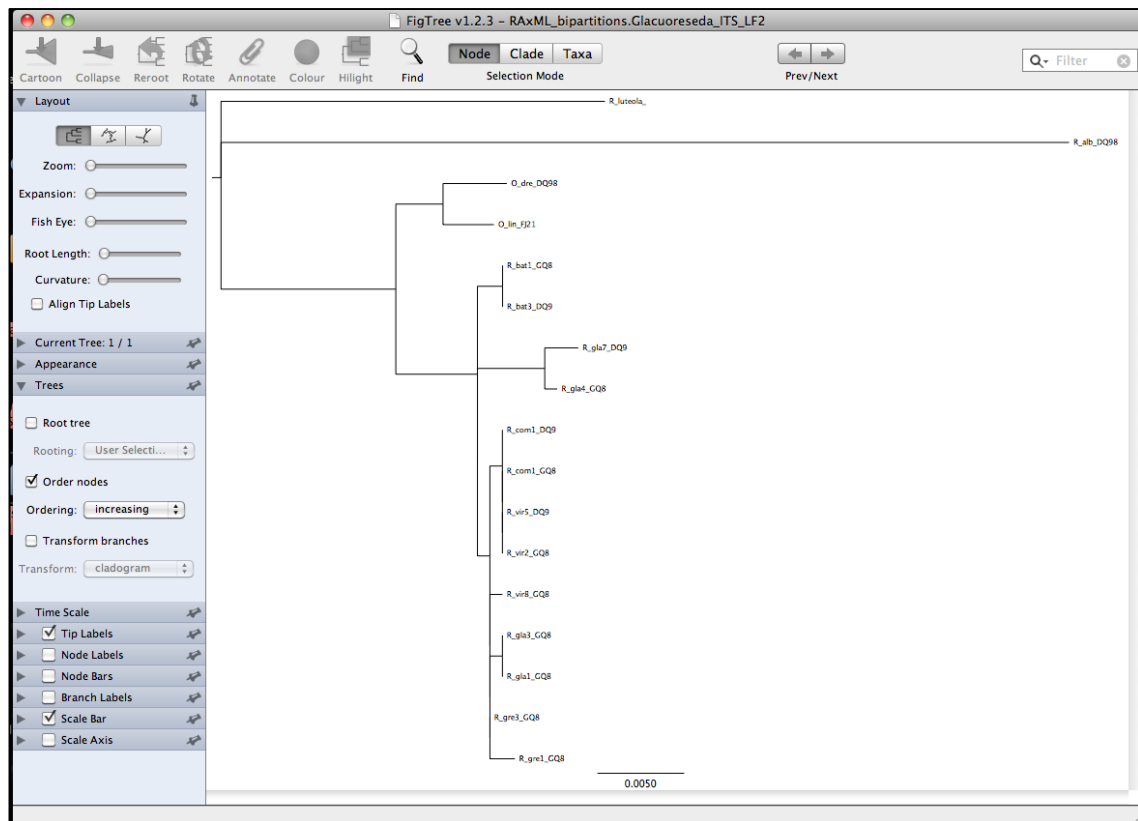 FigTree v1.2.3 – RAxML_bipartitions.Glacuoreseda_ITS_LF2
Cartoon Collapse Reroot Rotate Annotate Colour Hilight Find
Node Clade Taxa
Selection Mode
Prev/Next
Filter
Layout
Zoom:
Expansion:
Fish Eye:
Root Length:
Curvature:
Align Tip Labels
Current Tree: 1 / 1
Appearance
Trees
Root tree
Rooting: User Selecti...
Order nodes
Ordering: increasing
Transform branches
Transform: cladogram
Time Scale
Tip Labels
Node Labels
Node Bars
Branch Labels
Scale Bar
Scale Axis
R_luteola_
R_alb_DQ98
O_dre_DQ98
O_lin_FJ21
R_bat1_GQ8
R_bat3_DQ9
R_gla7_DQ9
R_gla4_GQ8
R_com1_DQ9
R_com1_GQ8
R_vir5_DQ9
R_vir2_GQ8
R_vir8_GQ8
R_gla3_GQ8
R_gla1_GQ8
R_gre3_GQ8
R_gre1_GQ8
0.0050